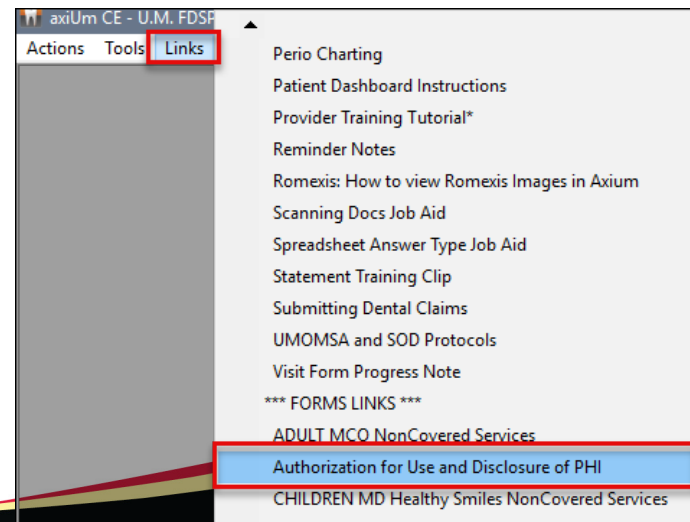 axiUm CE - U.M. FDSP
Actions Tools Links
Perio Charting
Patient Dashboard Instructions
Provider Training Tutorial*
Reminder Notes
Romexis: How to view Romexis Images in Axium
Scanning Docs Job Aid
Spreadsheet Answer Type Job Aid
Statement Training Clip
Submitting Dental Claims
UMOMSA and SOD Protocols
Visit Form Progress Note
*** FORMS LINKS ***
ADULT MCO NonCovered Services
Authorization for Use and Disclosure of PHI
CHILDREN MD Healthy Smiles NonCovered Services